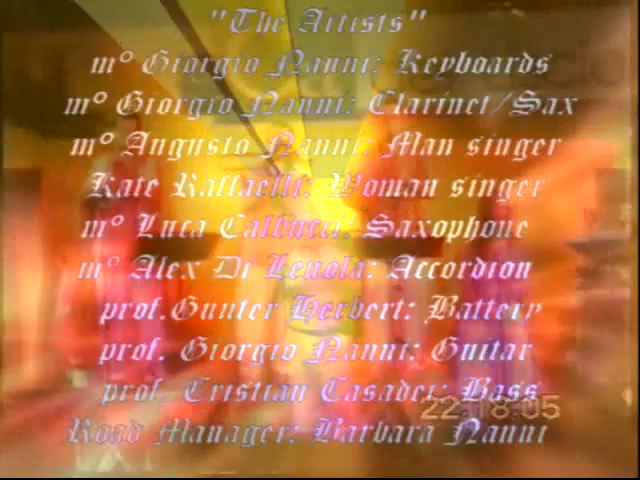 "The Artists"
m° Giorgio Nanni: Keyboards
m° Giorgio Nanni: Clarinet/Sax
m° Augusto Nanni: Man singer
Kate Raffaelli: Woman singer
m° Luca Calbucci: Saxophone
m° Alex Di Lenola: Accordion
prof.Gunter Herbert: Battery
prof. Giorgio Nanni: Guitar
prof. Cristian Casadei: Bass
22:18:05
Road Manager: Barbara Nanni